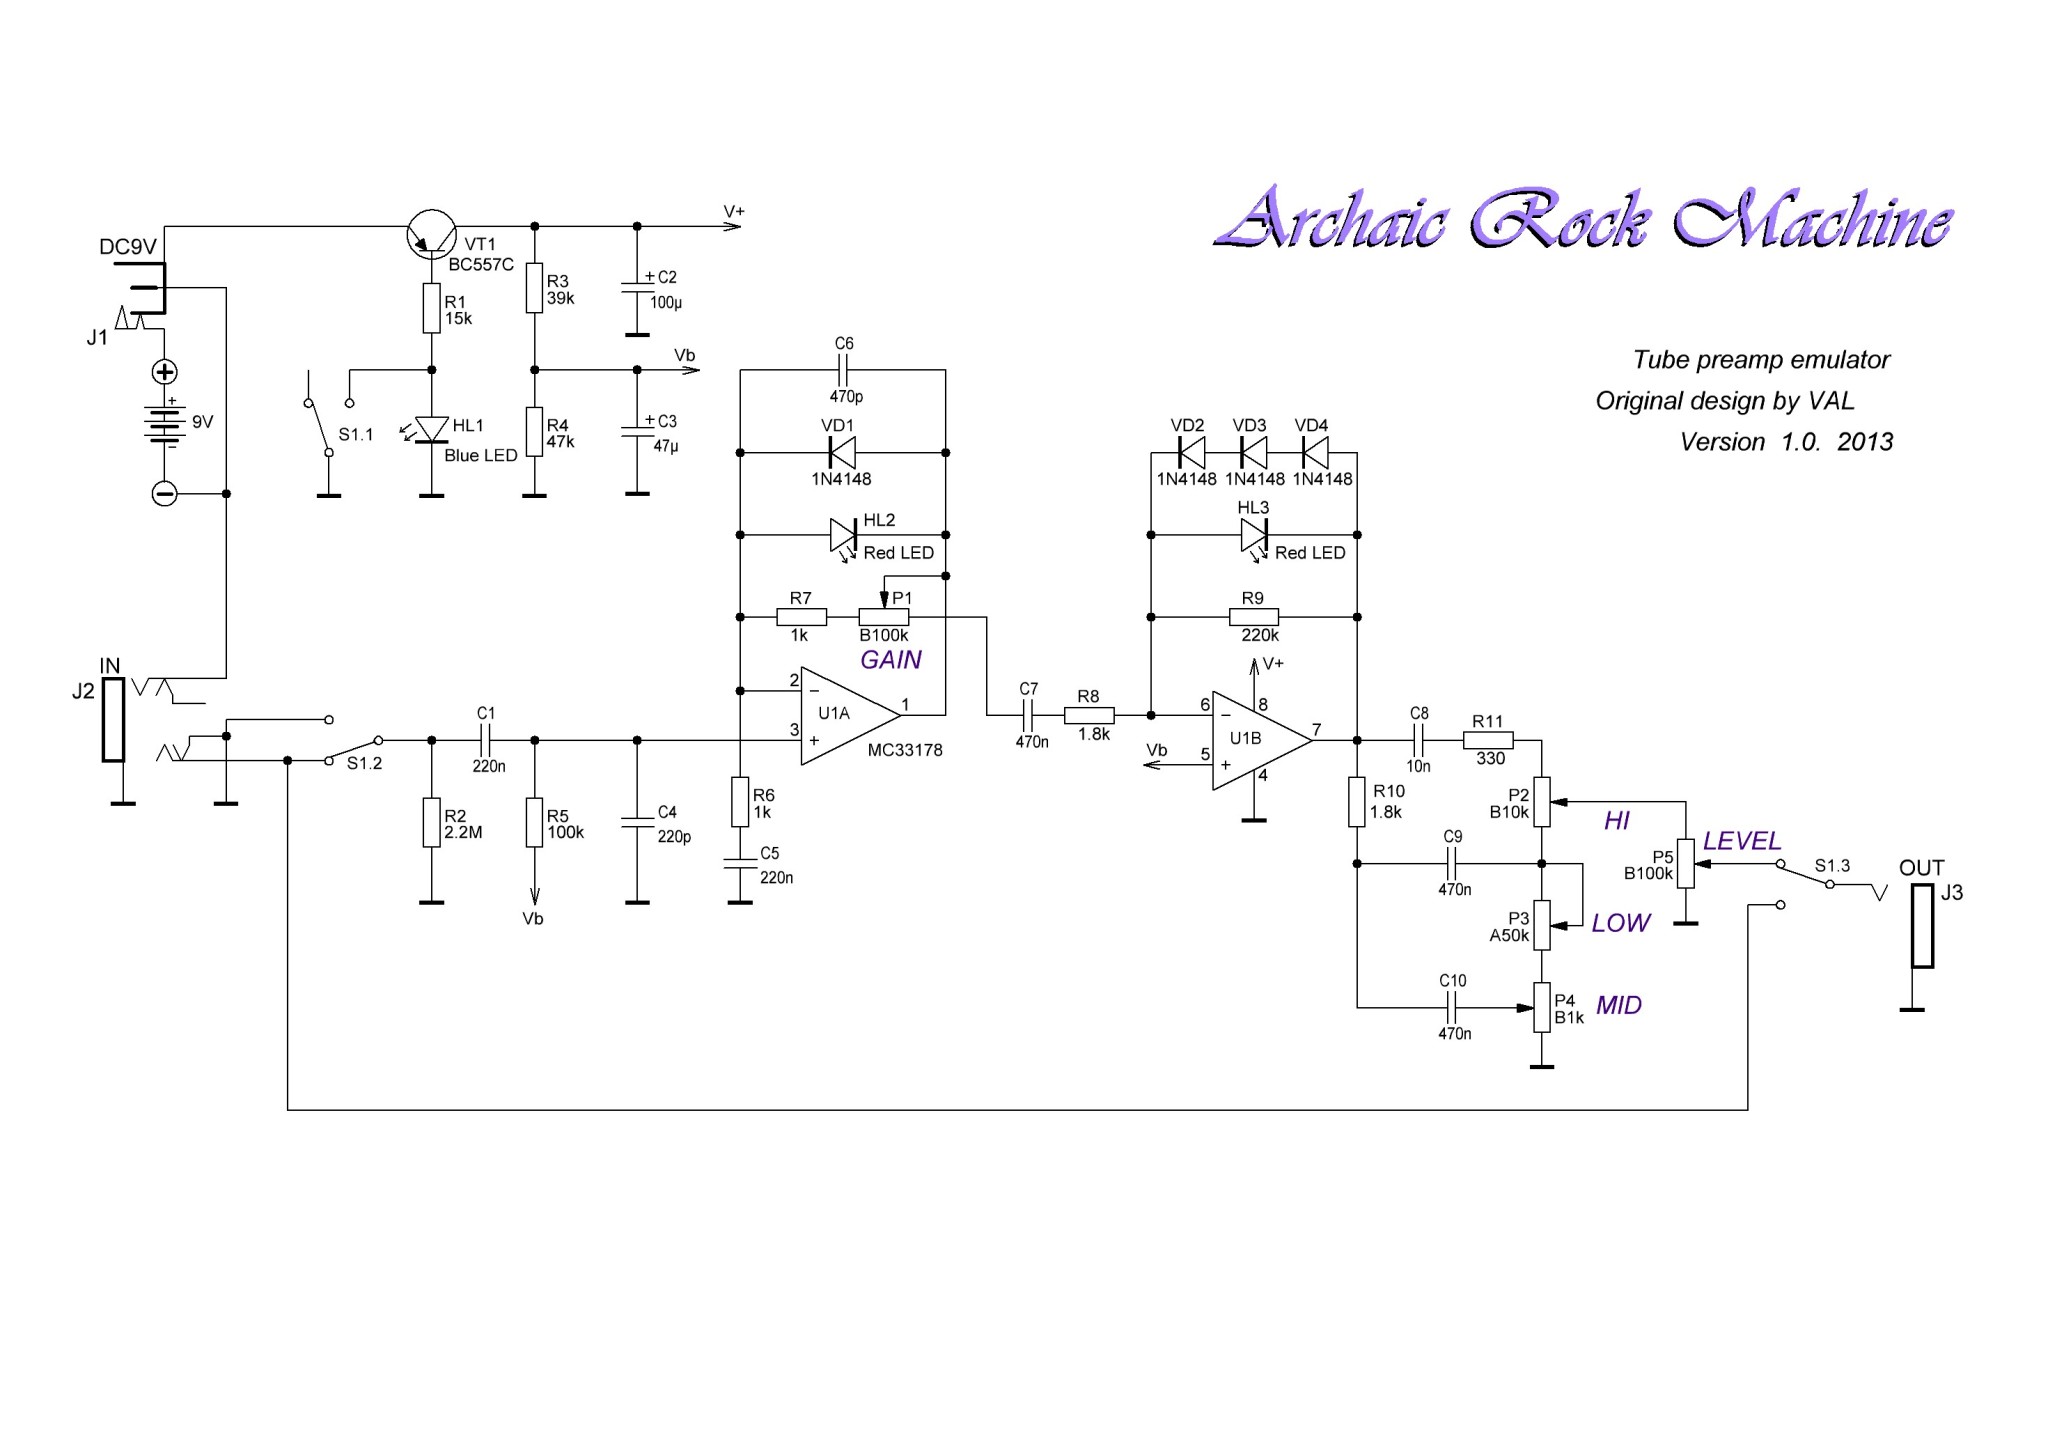 Archaic Rock Machine
Tube preamp emulator
Original design by VAL
Version 1.0. 2013
DC9V
J1
+
9V
−
VT1
BC557C
R1
15k
S1.1
HL1
Blue LED
R3
39k
+ C2
100µ
V+
Vb
R4
47k
+ C3
47µ
IN
J2
S1.2
R2
2.2M
C1
220n
R5
100k
Vb
C4
220p
C6
470p
VD1
1N4148
HL2
Red LED
R7
1k
P1
B100k
GAIN
2
−
3
+
U1A
1
MC33178
R6
1k
C5
220n
C7
470n
R8
1.8k
VD2 VD3 VD4
1N4148 1N4148 1N4148
HL3
Red LED
R9
220k
V+
6
−
8
U1B
7
Vb
5
+
4
C8
10n
R11
330
R10
1.8k
P2
B10k
HI
C9
470n
P3
A50k
LOW
C10
470n
P4
B1k
MID
LEVEL
P5
B100k
S1.3
OUT
J3